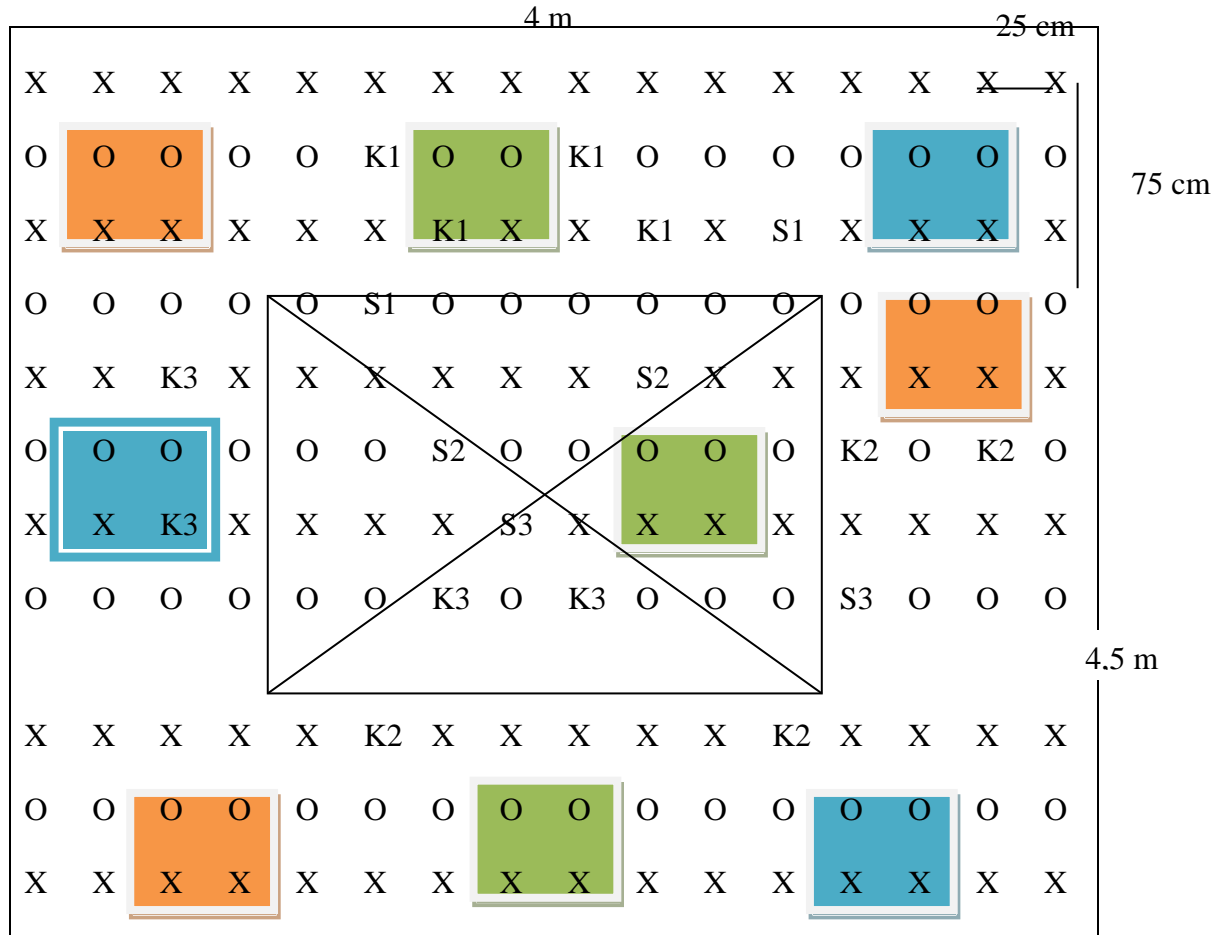 4 m
25 cm
X X X X X X X X X X X X X X X X
O O O O O K1 O O K1 O O O O O O O
75 cm
X X X X X X K1 X X K1 X S1 X X X X
O O O O O S1 O O O O O O O O O O
X X K3 X X X X X X S2 X X X X X X
O O O O O O S2 O O O O O K2 O K2 O
X X K3 X X X X S3 X X X X X X X X
O O O O O O K3 O K3 O O O S3 O O O
4,5 m
X X X X X K2 X X X X X K2 X X X X
O O O O O O O O O O O O O O O O
X X X X X X X X X X X X X X X X